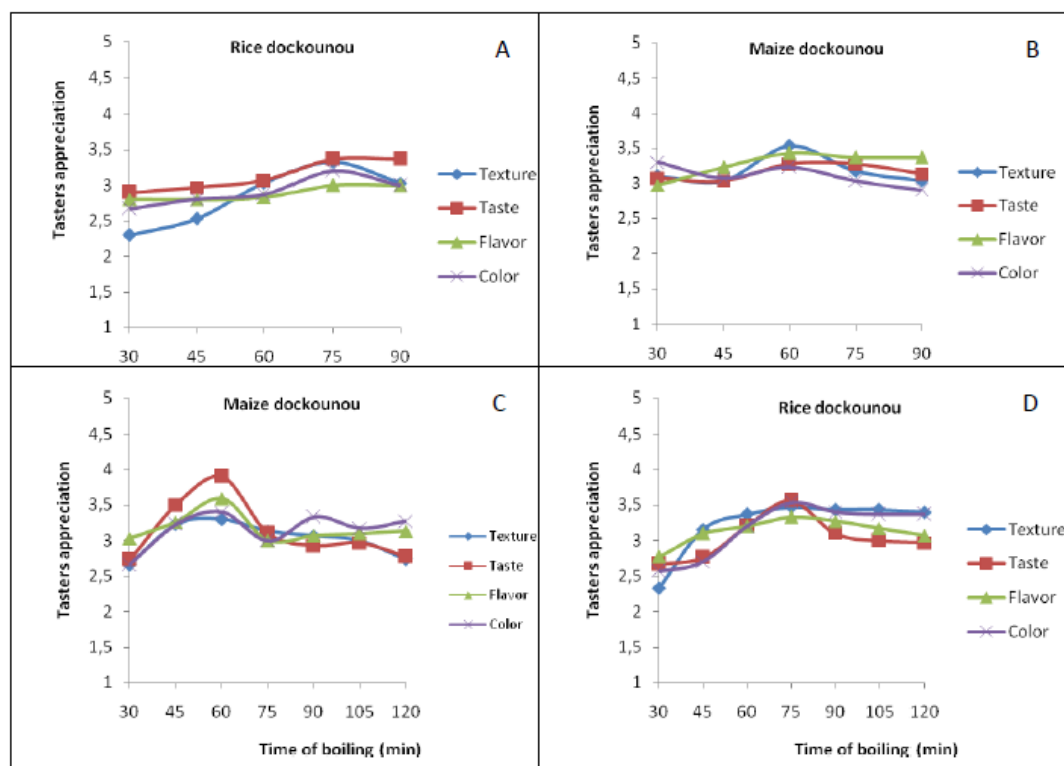 Rice dockounou
A
Tasters appreciation
5
4,5
4
3,5
3
2,5
2
1,5
1
30 45 60 75 90
Texture
Taste
Flavor
Color
Maize dockounou
B
Tasters appreciation
5
4,5
4
3,5
3
2,5
2
1,5
1
30 45 60 75 90
Texture
Taste
Flavor
Color
Maize dockounou
C
Tasters appreciation
5
4,5
4
3,5
3
2,5
2
1,5
1
30 45 60 75 90 105 120
Time of boiling (min)
Texture
Taste
Flavor
Color
Rice dockounou
D
Tasters appreciation
5
4,5
4
3,5
3
2,5
2
1,5
1
30 45 60 75 90 105 120
Time of boiling (min)
Texture
Taste
Flavor
Color